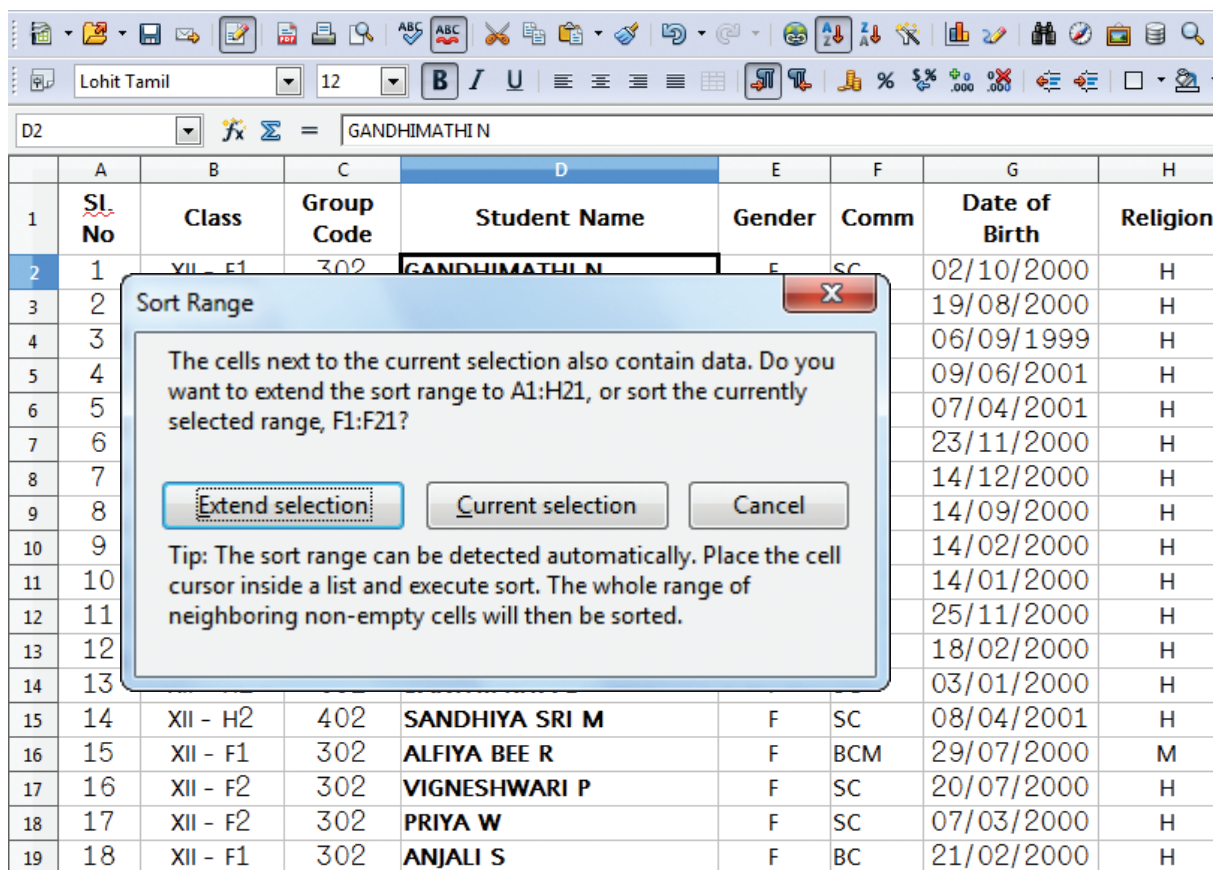 Lohit Tamil 12 B I U
D2 fx Σ = GANDHIMATHI N
A B C D E F G H
1 Sl. No Class Group Code Student Name Gender Comm Date of Birth Religion
2 1 XII - F1 302 GANDHIMATHI N F SC 02/10/2000 H
Sort Range
The cells next to the current selection also contain data. Do you
want to extend the sort range to A1:H21, or sort the currently
selected range, F1:F21?
Extend selection Current selection Cancel
Tip: The sort range can be detected automatically. Place the cell
cursor inside a list and execute sort. The whole range of
neighboring non-empty cells will then be sorted.
3 2 19/08/2000 H
4 3 06/09/1999 H
5 4 09/06/2001 H
6 5 07/04/2001 H
7 6 23/11/2000 H
8 7 14/12/2000 H
9 8 14/09/2000 H
10 9 14/02/2000 H
11 10 14/01/2000 H
12 11 25/11/2000 H
13 12 18/02/2000 H
14 13 03/01/2000 H
15 14 XII - H2 402 SANDHIYA SRI M F SC 08/04/2001 H
16 15 XII - F1 302 ALFIYA BEE R F BCM 29/07/2000 M
17 16 XII - F2 302 VIGNESHWARI P F SC 20/07/2000 H
18 17 XII - F2 302 PRIYA W F SC 07/03/2000 H
19 18 XII - F1 302 ANJALI S F BC 21/02/2000 H